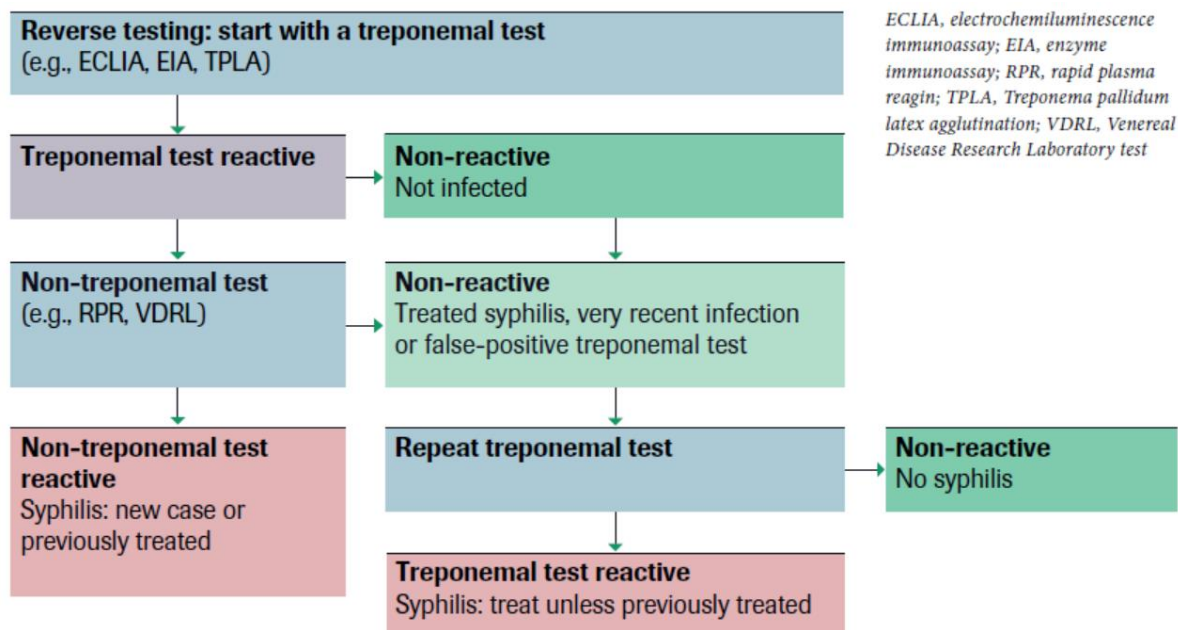 Reverse testing: start with a treponemal test
(e.g., ECLIA, EIA, TPLA)
ECLIA, electrochemiluminescence
immunoassay; EIA, enzyme
immunoassay; RPR, rapid plasma
reagin; TPLA, Treponema pallidum
latex agglutination; VDRL, Venereal
Disease Research Laboratory test
Treponemal test reactive
Non-reactive
Not infected
Non-treponemal test
(e.g., RPR, VDRL)
Non-reactive
Treated syphilis, very recent infection
or false-positive treponemal test
Non-treponemal test
reactive
Syphilis: new case or
previously treated
Repeat treponemal test
Non-reactive
No syphilis
Treponemal test reactive
Syphilis: treat unless previously treated